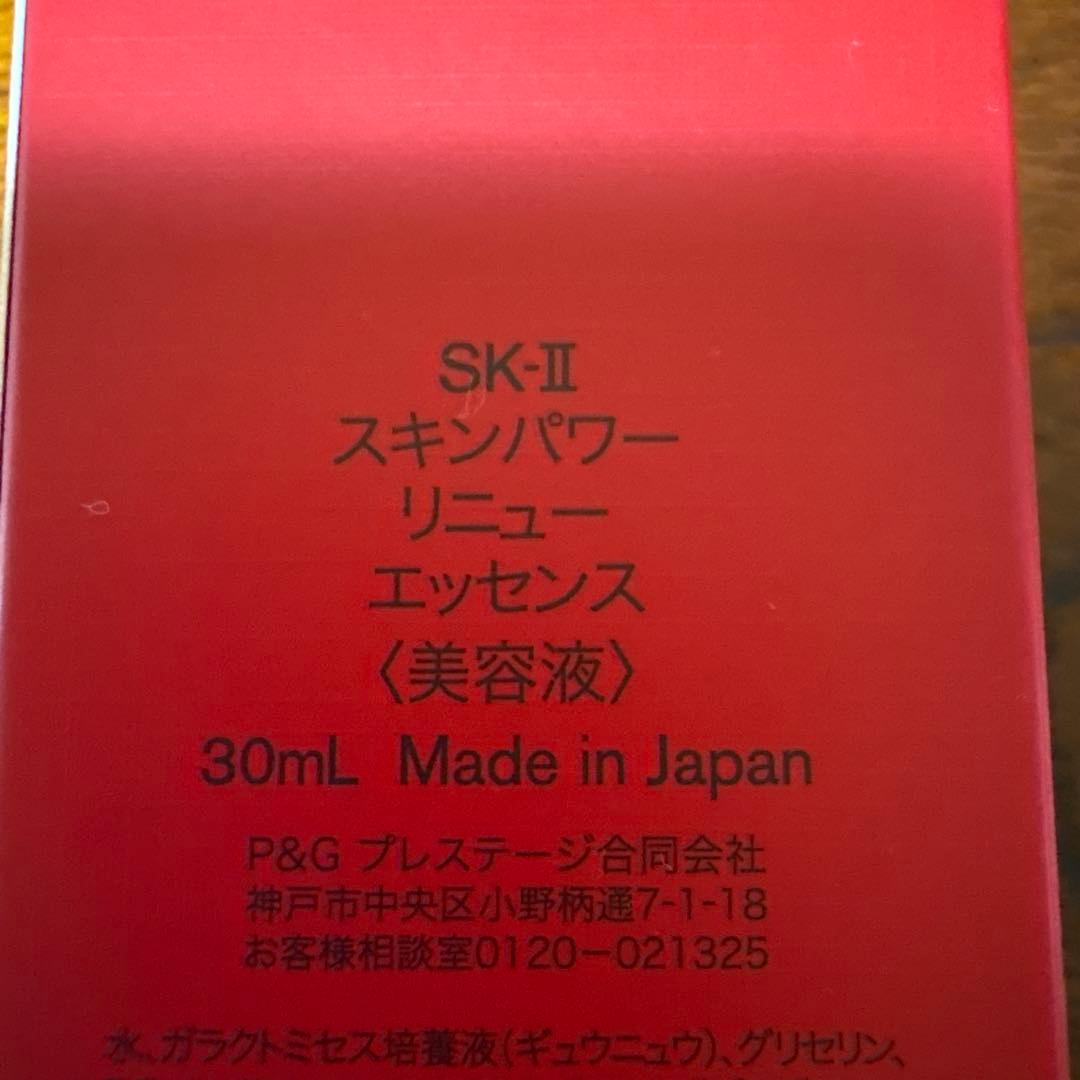 SK-Ⅱ
スキンパワー
リニュー
エッセンス
〈美容液〉
30mL Made in Japan
P&G プレステージ合同会社
神戸市中央区小野柄通7-1-18
お客様相談室0120−021325
水、ガラクトミセス培養液(ギュウニュウ)、グリセリン、